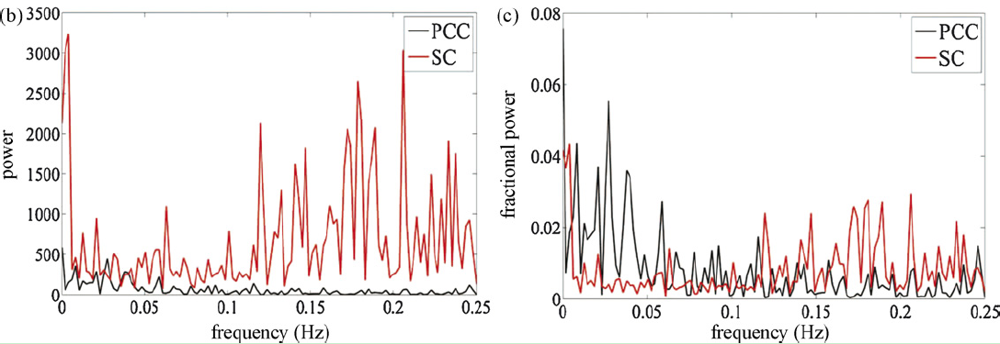 (b)
3500
3000
2500
2000
1500
1000
500
0
power
0
0.05
0.1
0.15
0.2
0.25
frequency (Hz)
PCC
SC
(c)
0.08
0.06
0.04
0.02
0
fractional power
0
0.05
0.1
0.15
0.2
0.25
frequency (Hz)
PCC
SC